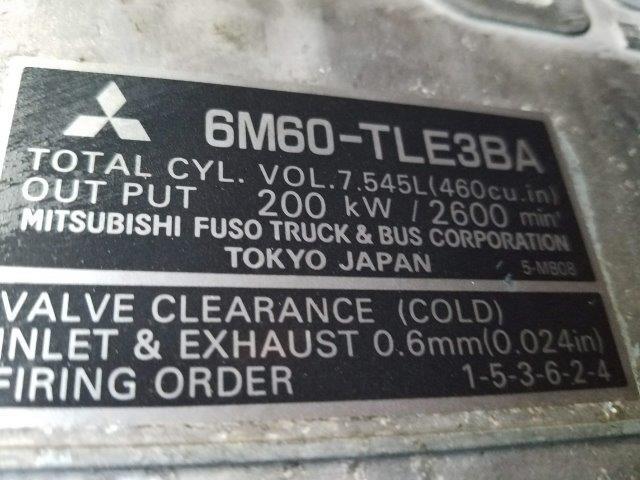 6M60-TLE3BA
TOTAL CYL. VOL.7.545L(460cu.in)
OUT PUT 200 kW / 2600 min⁻¹
MITSUBISHI FUSO TRUCK & BUS CORPORATION
TOKYO JAPAN 5-MB08
VALVE CLEARANCE (COLD)
INLET & EXHAUST 0.6mm(0.024in)
FIRING ORDER 1-5-3-6-2-4